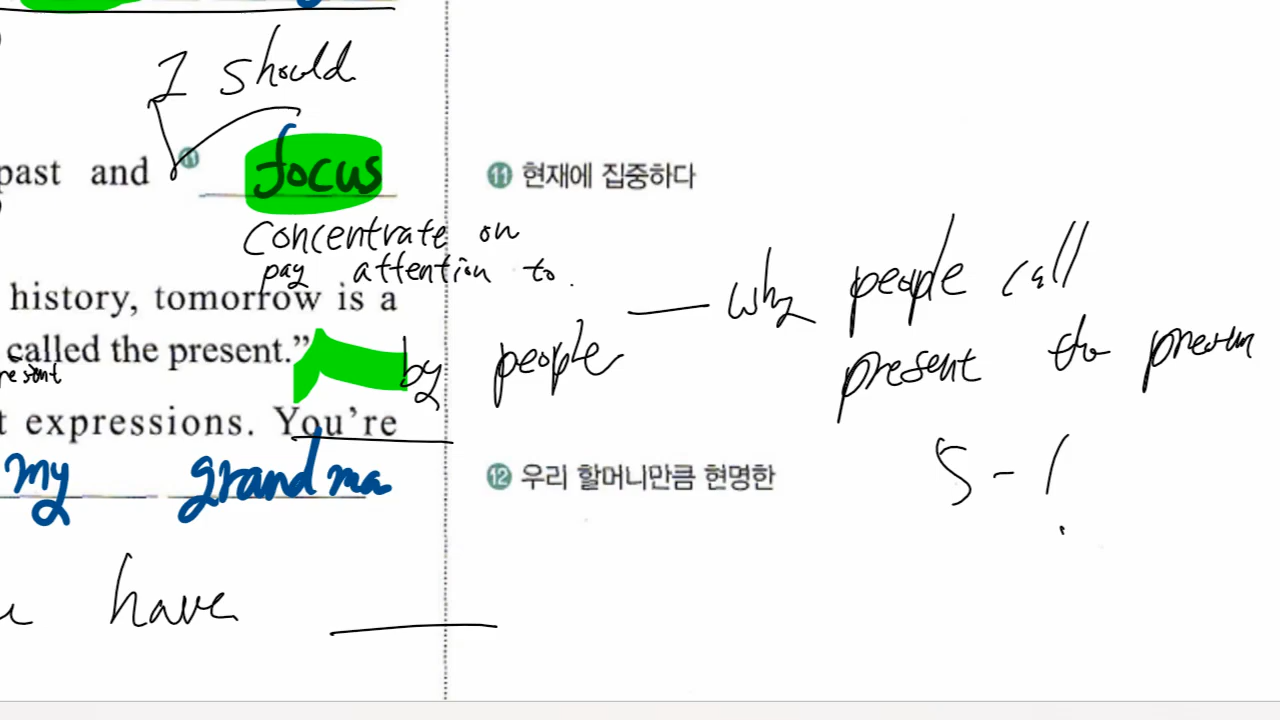 I should
past and ⑪ focus
⑪ 현재에 집중하다
concentrate on
pay attention to.
history, tomorrow is a
why people call
called the present.”
by people
present the present
resent
t expressions. You’re
my grandma
⑫ 우리 할머니만큼 현명한
5 - 1
have